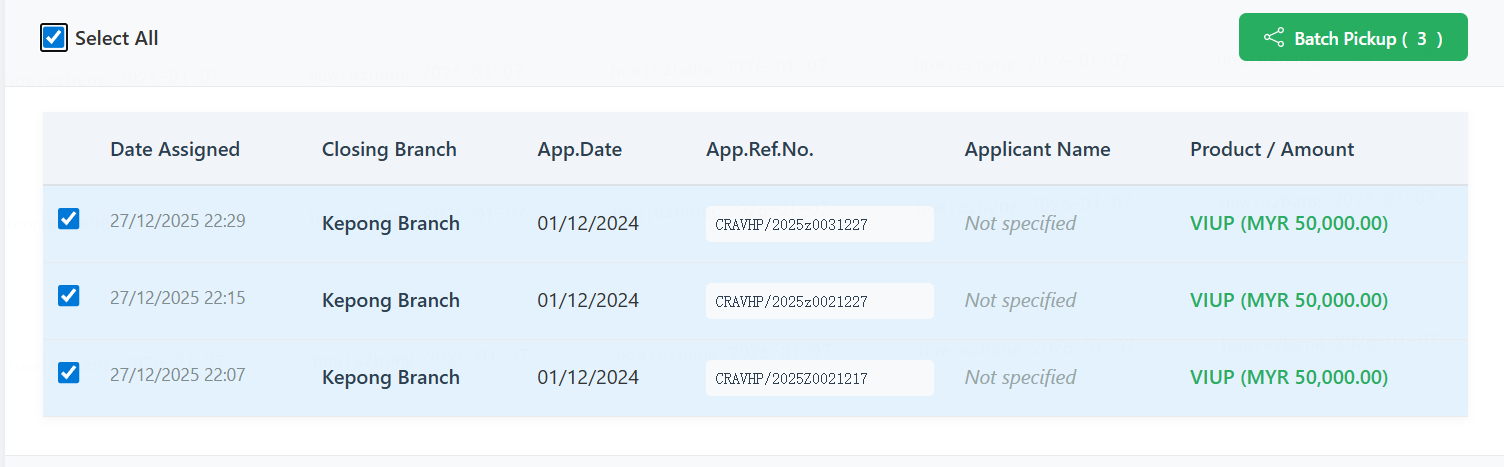 Select All
Batch Pickup ( 3 )
Date Assigned Closing Branch App.Date App.Ref.No. Applicant Name Product / Amount
27/12/2025 22:29 Kepong Branch 01/12/2024 CRAVHP/2025z0031227 Not specified VIUP (MYR 50,000.00)
27/12/2025 22:15 Kepong Branch 01/12/2024 CRAVHP/2025z0021227 Not specified VIUP (MYR 50,000.00)
27/12/2025 22:07 Kepong Branch 01/12/2024 CRAVHP/2025Z0021217 Not specified VIUP (MYR 50,000.00)